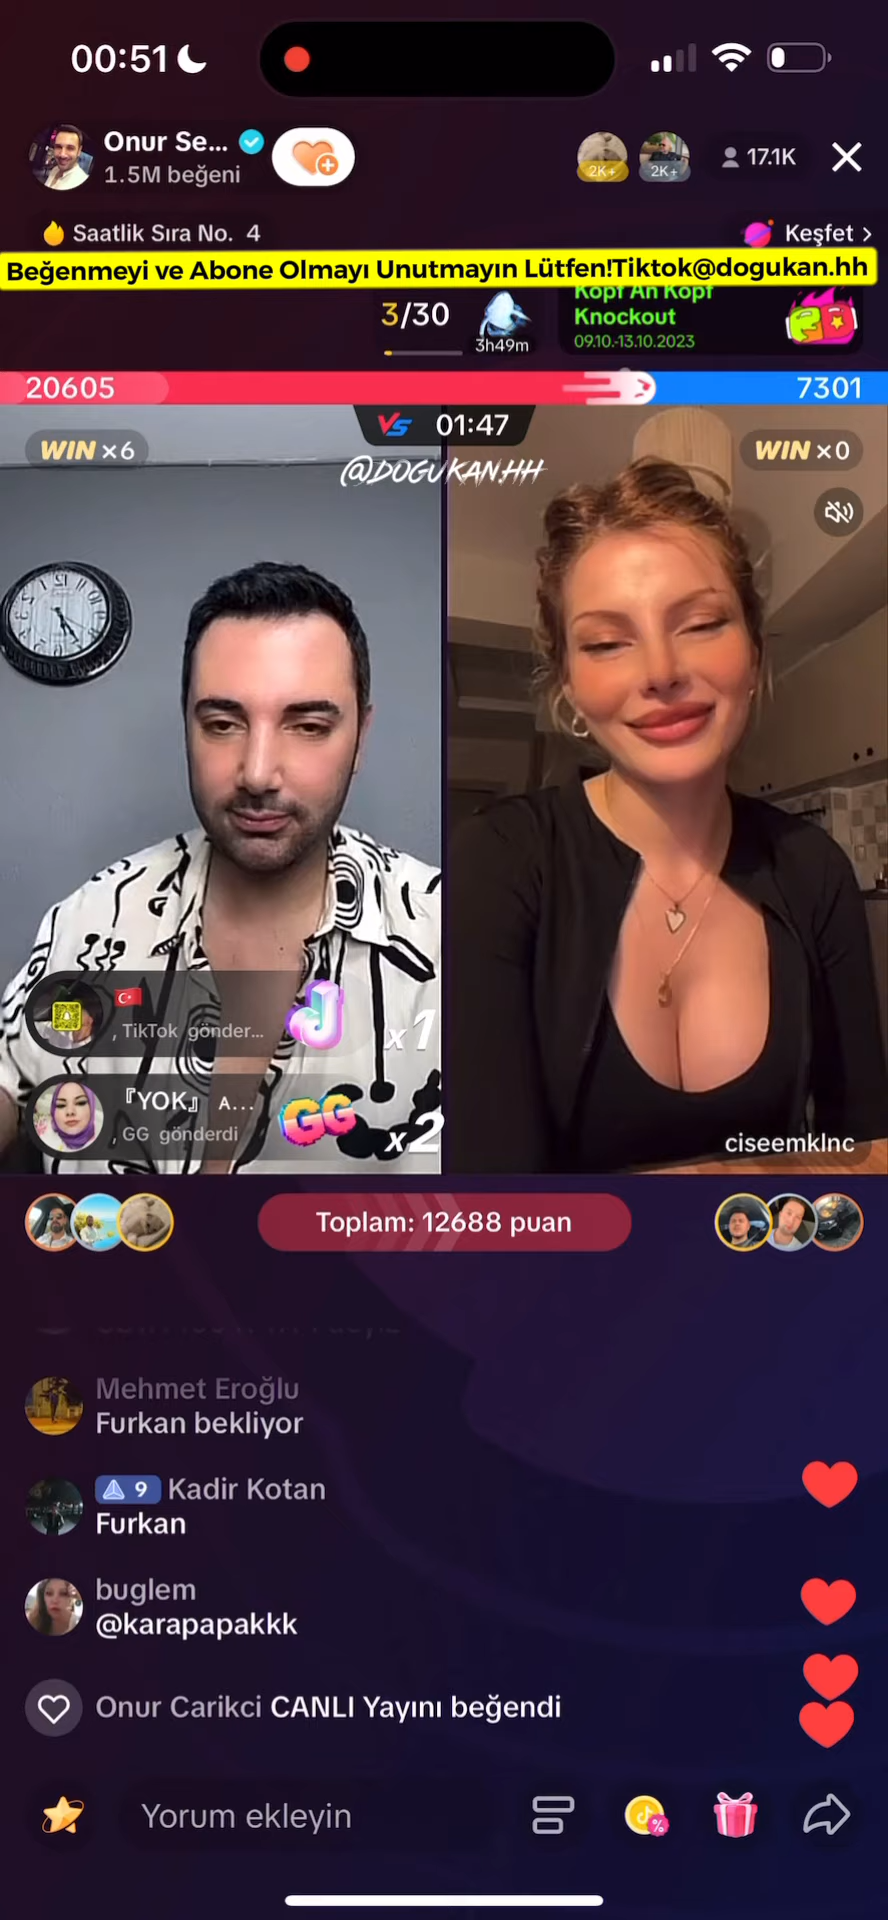 00:51
Onur Se...
1.5M beğeni
2K+
2K+
17.1K
Saatlik Sıra No. 4
Keşfet >
Beğenmeyi ve Abone Olmayı Unutmayın Lütfen!Tiktok@dogukan.hh
3/30
3h49m
Kopf An Kopf
Knockout
09.10.-13.10.2023
20605
7301
VS 01:47
WIN x6
WIN x0
@DOGUKAN.HH
, TikTok gönder...
x1
『YOK』 A...
, GG gönderdi
GG
x2
ciseemklnc
Toplam: 12688 puan
Mehmet Eroğlu
Furkan bekliyor
9 Kadir Kotan
Furkan
buglem
@karapapakkk
Onur Carikci CANLI Yayını beğendi
Yorum ekleyin